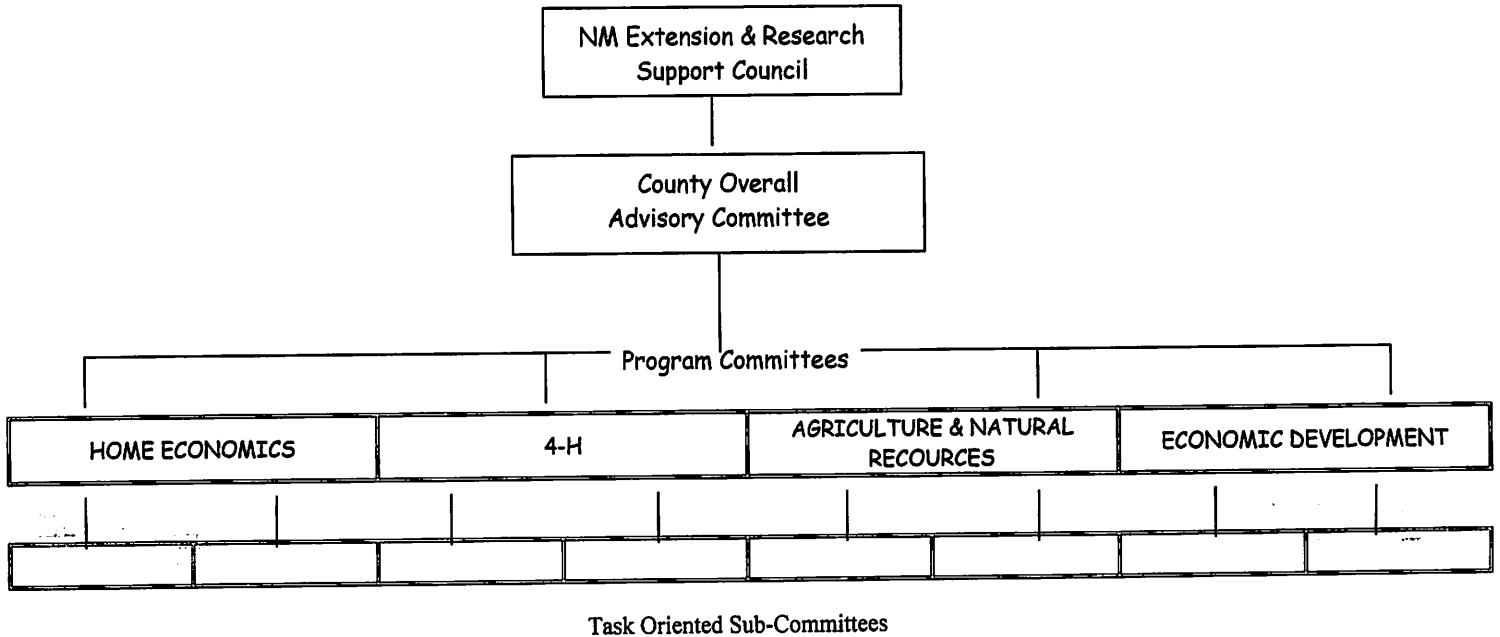 NM Extension & Research
Support Council
County Overall
Advisory Committee
Program Committees
HOME ECONOMICS
4-H
AGRICULTURE & NATURAL
RECOURCES
ECONOMIC DEVELOPMENT
Task Oriented Sub-Committees